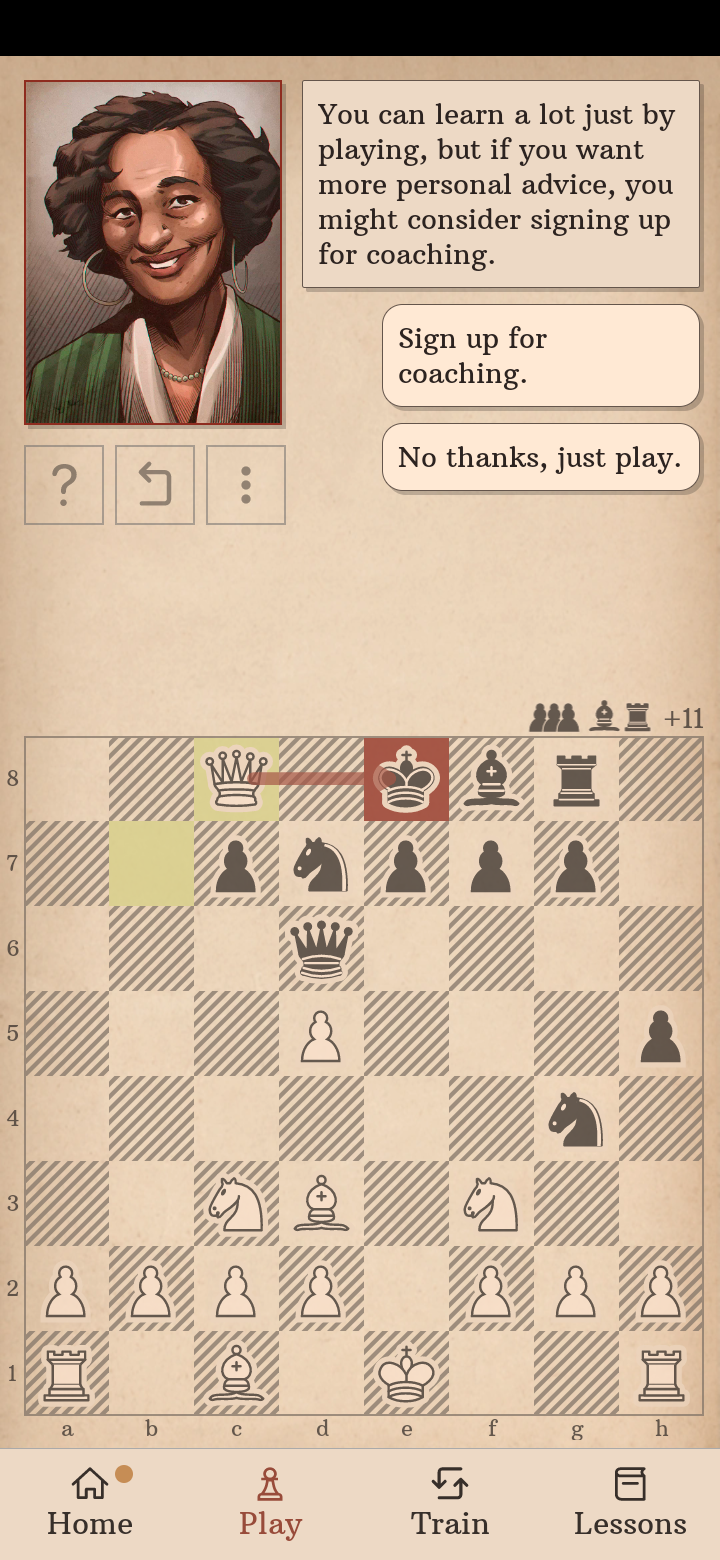 You can learn a lot just by
playing, but if you want
more personal advice, you
might consider signing up
for coaching.
Sign up for
coaching.
No thanks, just play.
?
+11
8
7
6
5
4
3
2
1
a b c d e f g h
Home Play Train Lessons